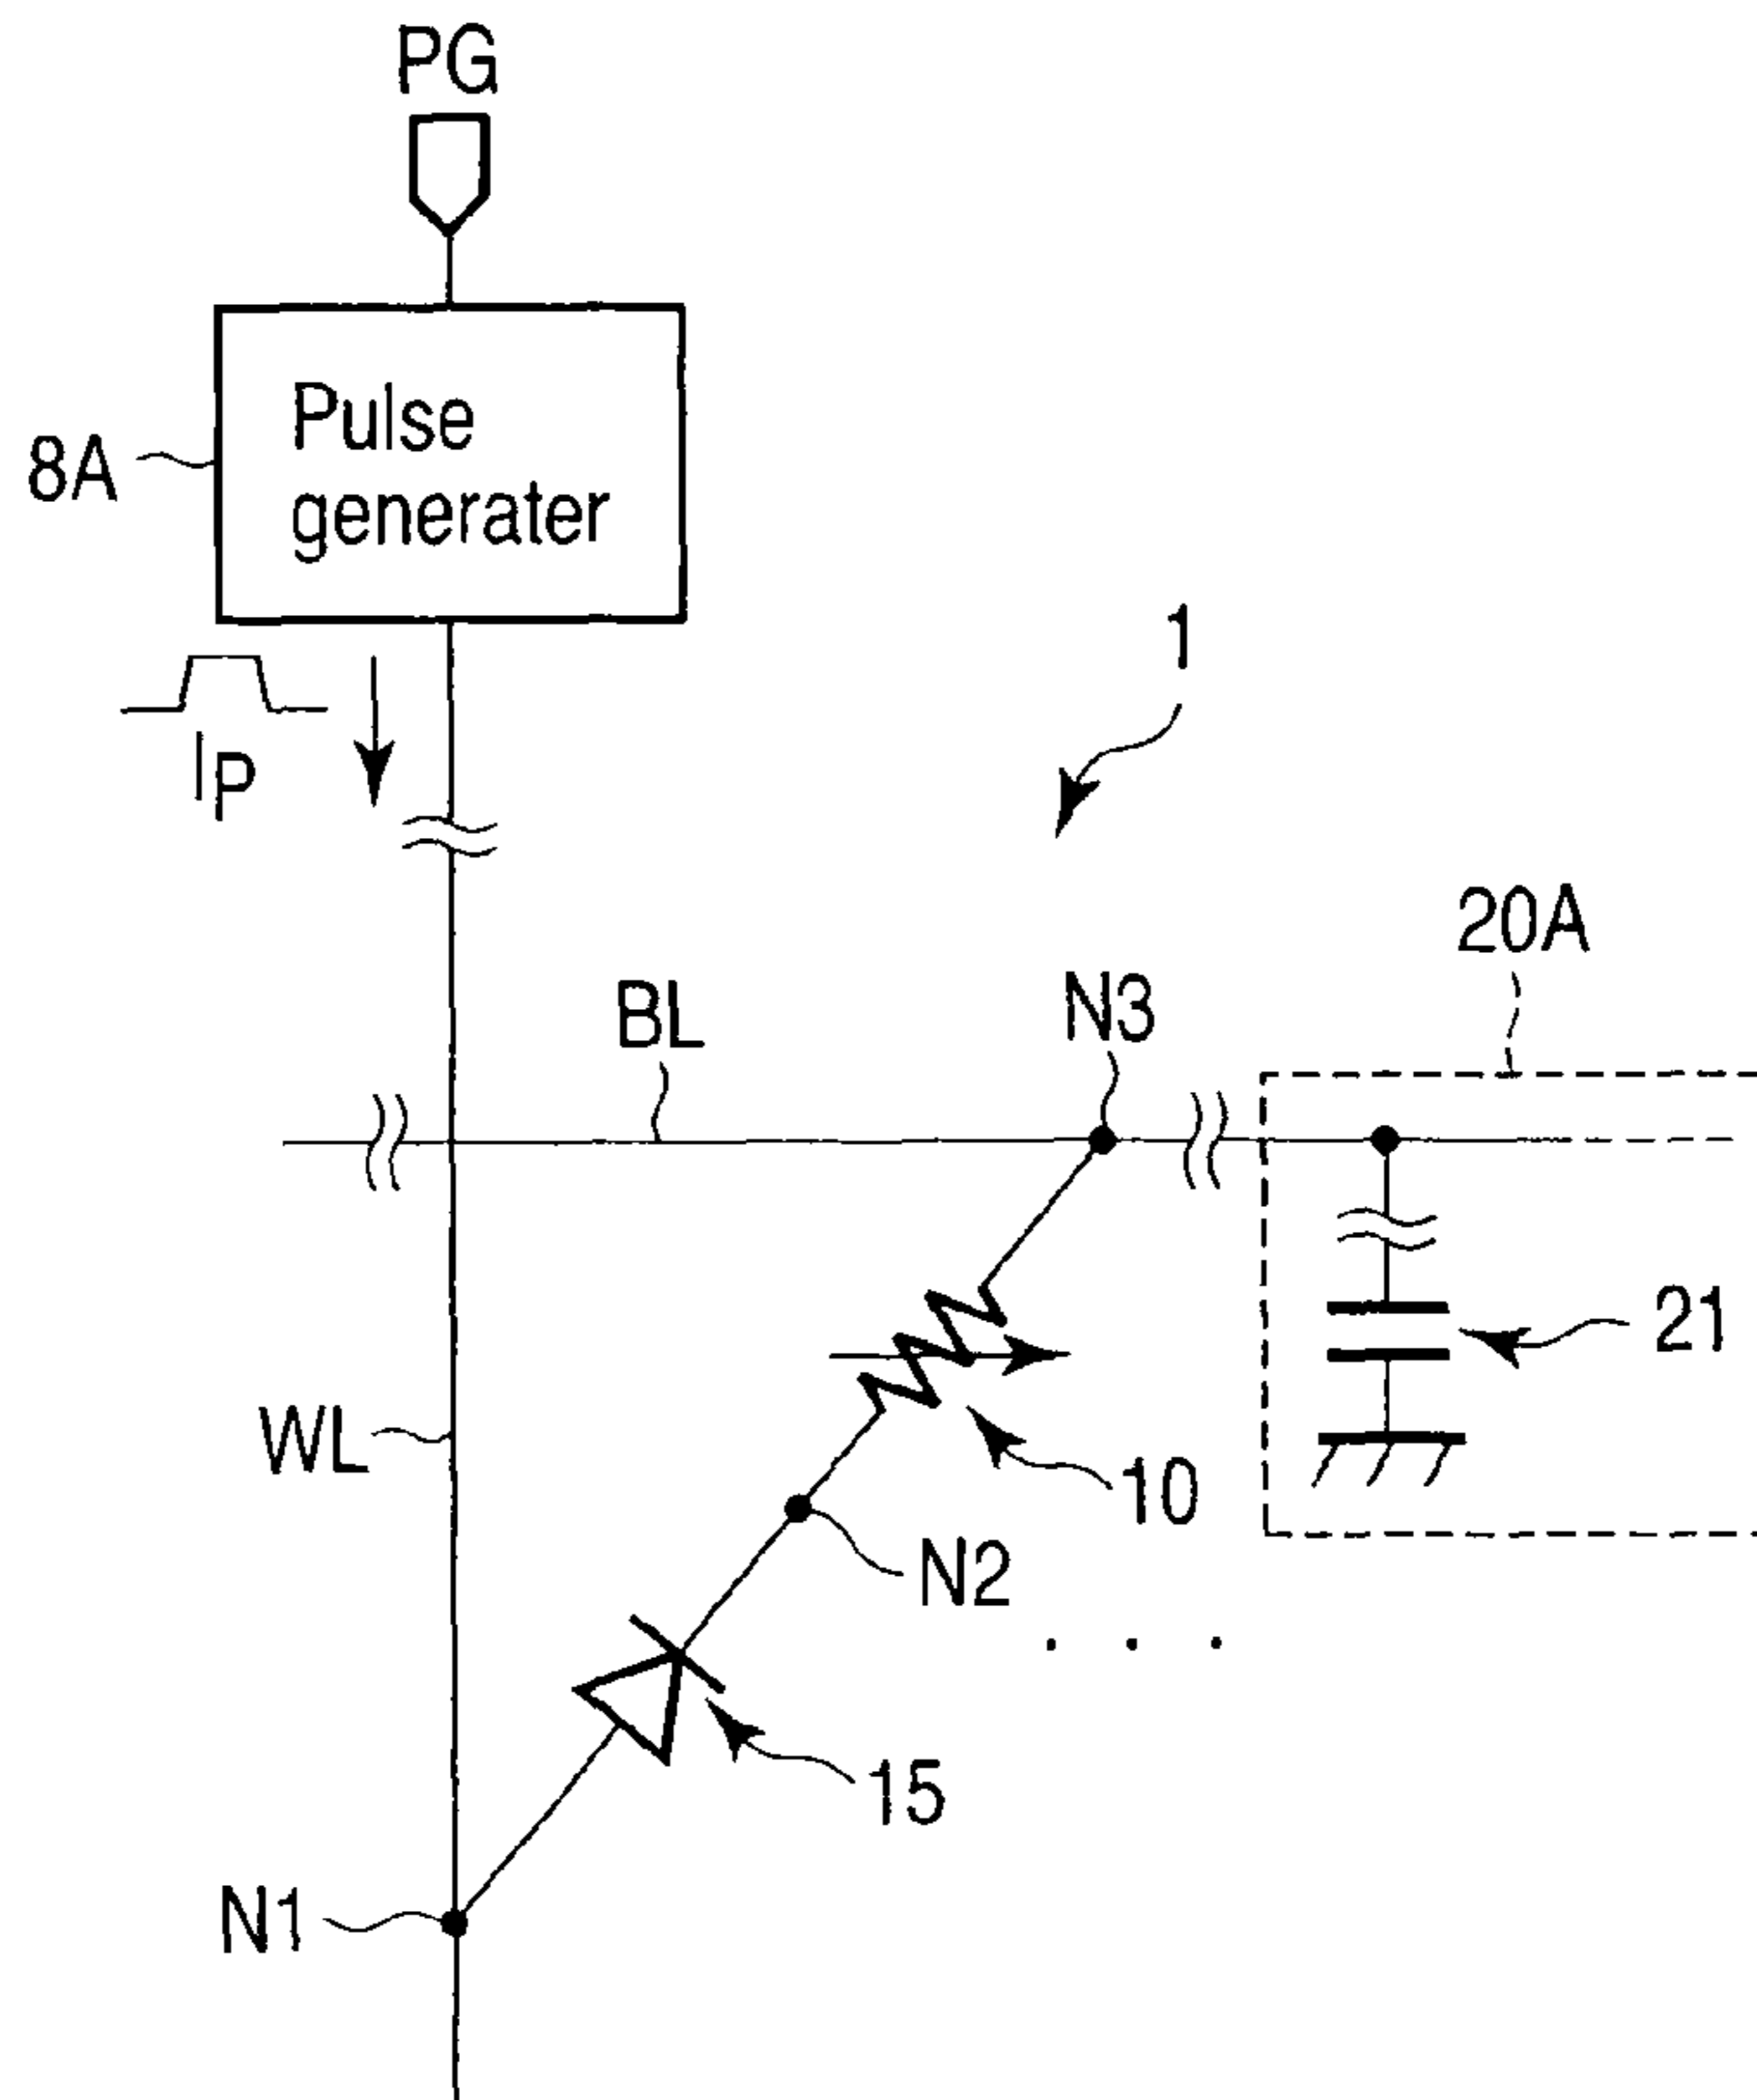 PG
Pulse
generater
8A
IP
1
20A
BL
N3
21
WL
10
N2
15
N1